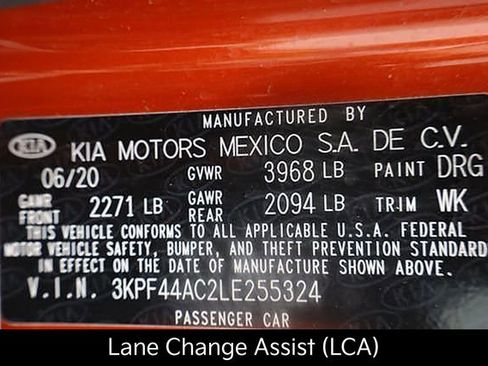 MANUFACTURED BY
KIA KIA MOTORS MEXICO S.A. DE C.V.
06/20 GVWR 3968 LB PAINT DRG
GAWR FRONT 2271 LB GAWR REAR 2094 LB TRIM WK
THIS VEHICLE CONFORMS TO ALL APPLICABLE U.S.A. FEDERAL
MOTOR VEHICLE SAFETY, BUMPER, AND THEFT PREVENTION STANDARD
IN EFFECT ON THE DATE OF MANUFACTURE SHOWN ABOVE.
V.I.N. 3KPF44AC2LE255324
PASSENGER CAR
Lane Change Assist (LCA)